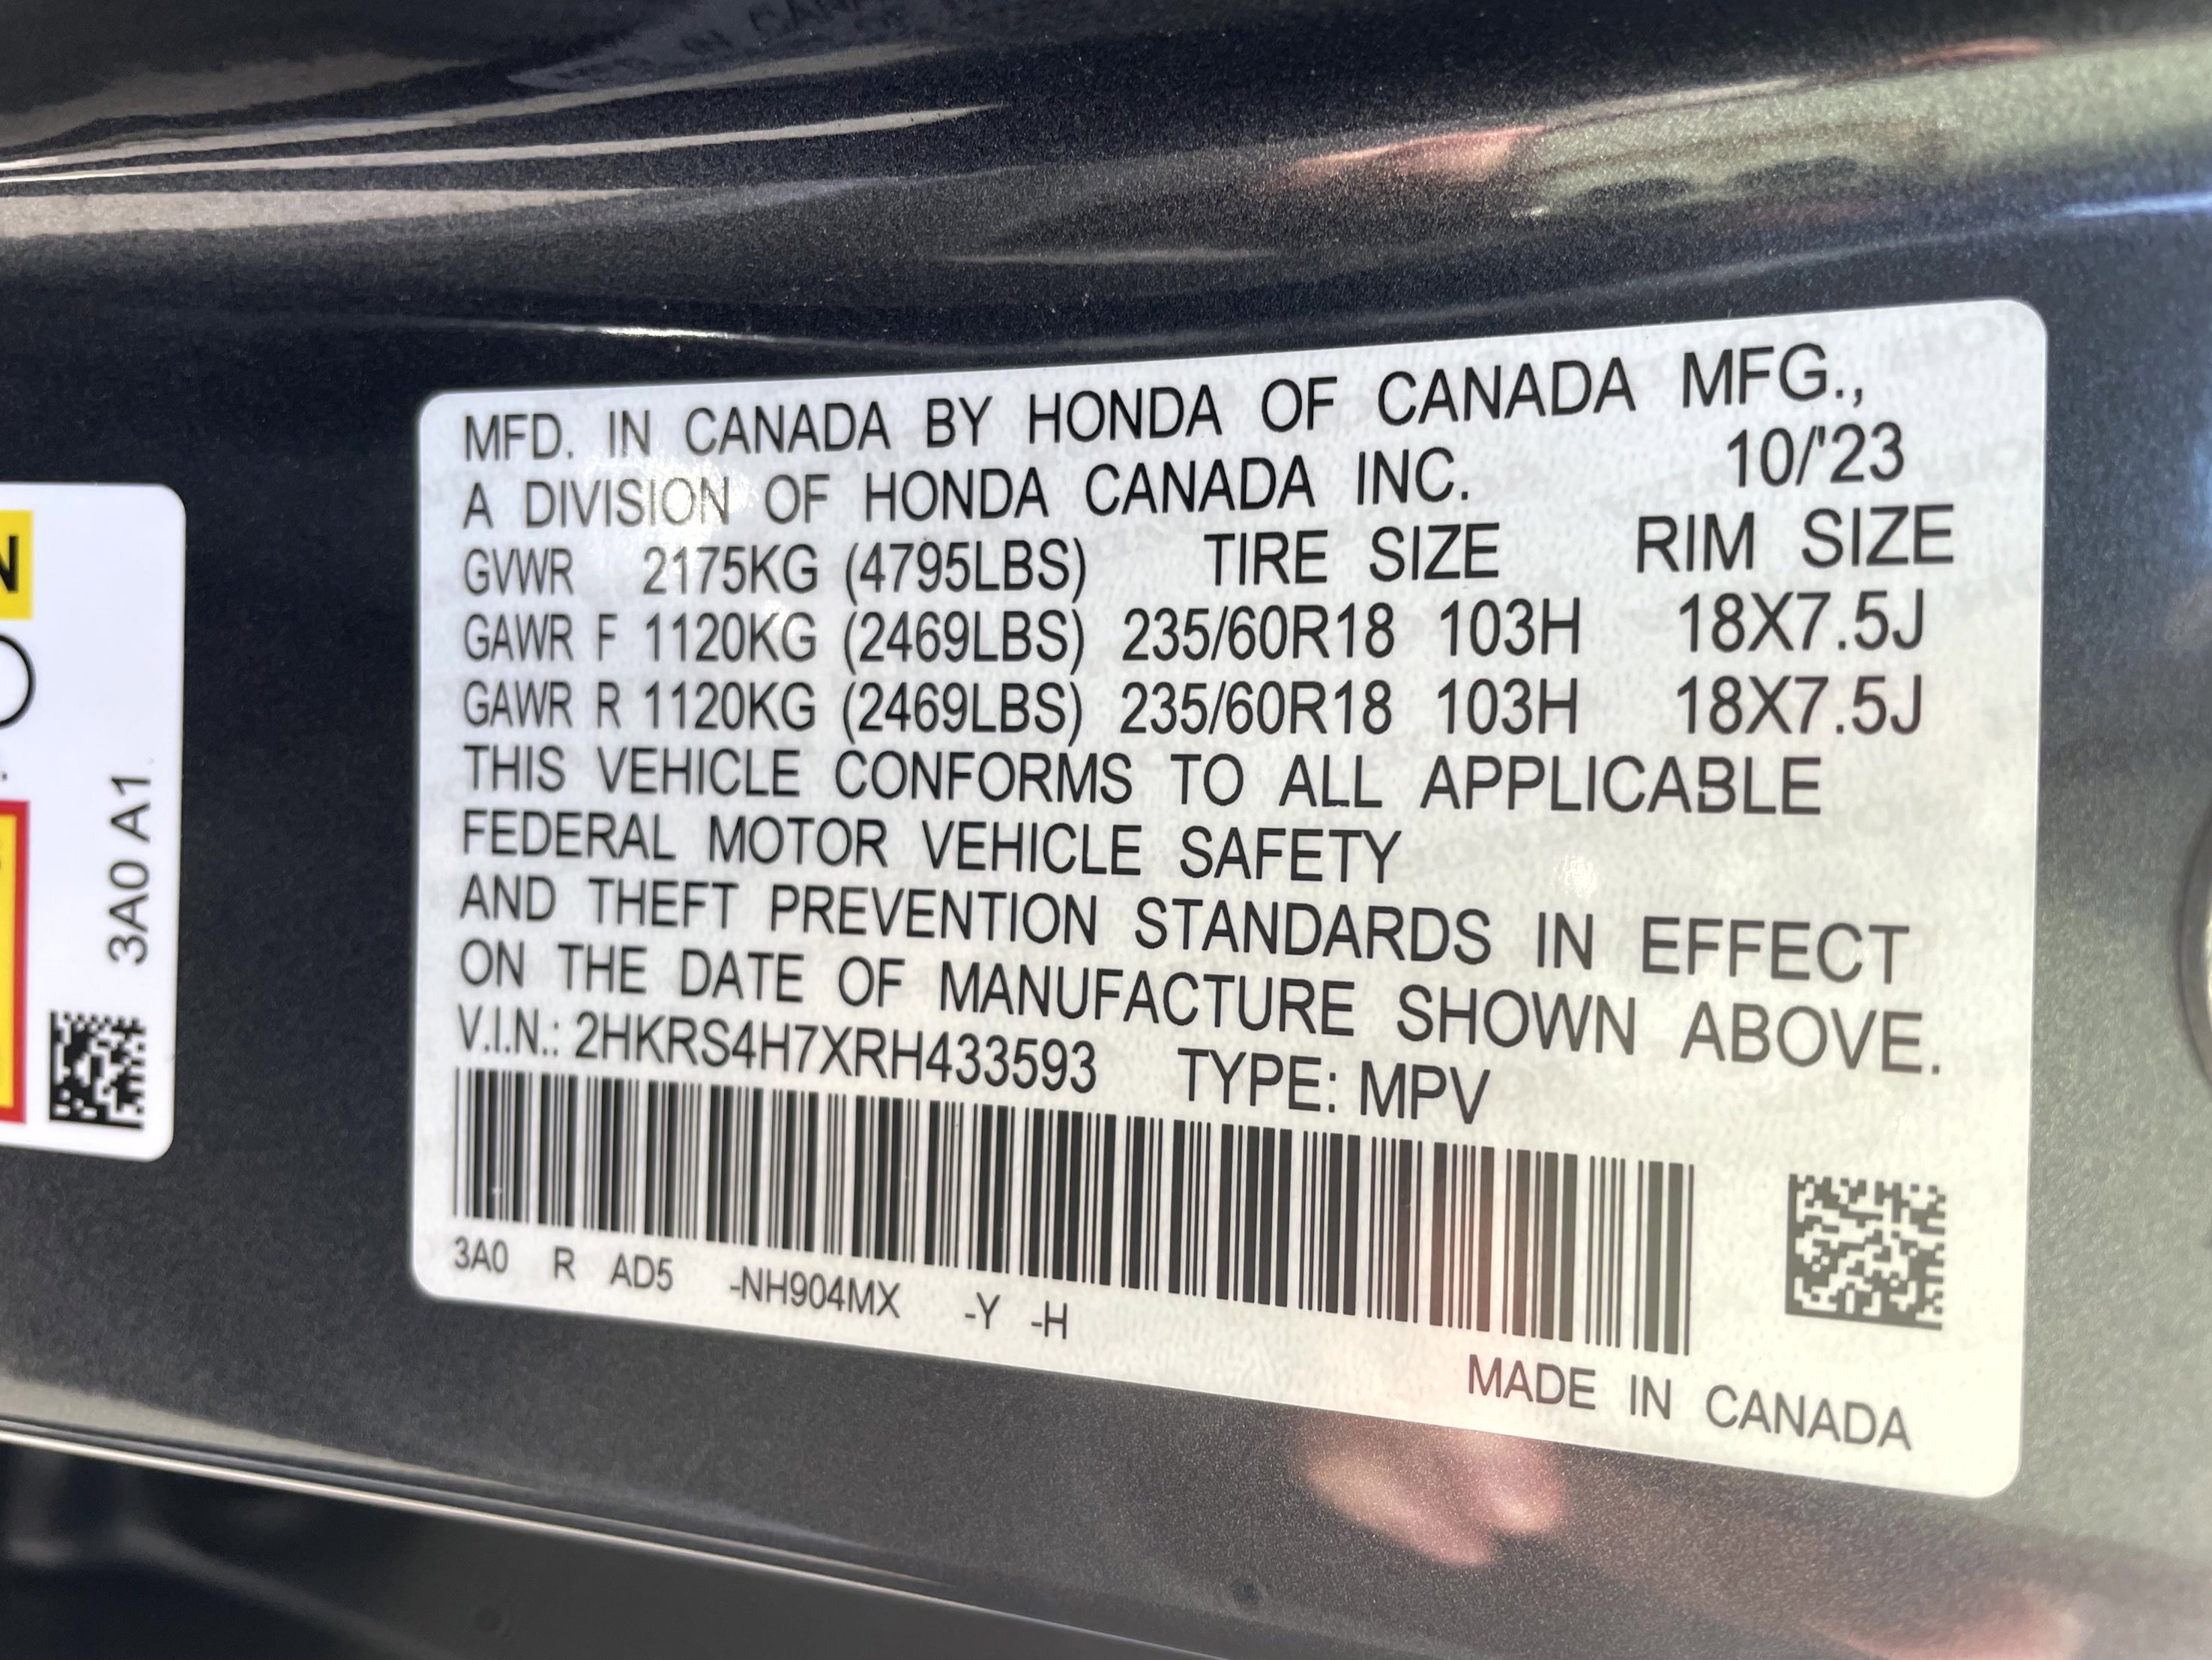 MFD. IN CANADA BY HONDA OF CANADA MFG.,
A DIVISION OF HONDA CANADA INC. 10/'23
GVWR 2175KG (4795LBS) TIRE SIZE RIM SIZE
GAWR F 1120KG (2469LBS) 235/60R18 103H 18X7.5J
GAWR R 1120KG (2469LBS) 235/60R18 103H 18X7.5J
THIS VEHICLE CONFORMS TO ALL APPLICABLE
FEDERAL MOTOR VEHICLE SAFETY
AND THEFT PREVENTION STANDARDS IN EFFECT
ON THE DATE OF MANUFACTURE SHOWN ABOVE.
V.I.N.: 2HKRS4H7XRH433593 TYPE: MPV
3A0 R AD5 -NH904MX -Y -H
MADE IN CANADA
N
3A0 A1